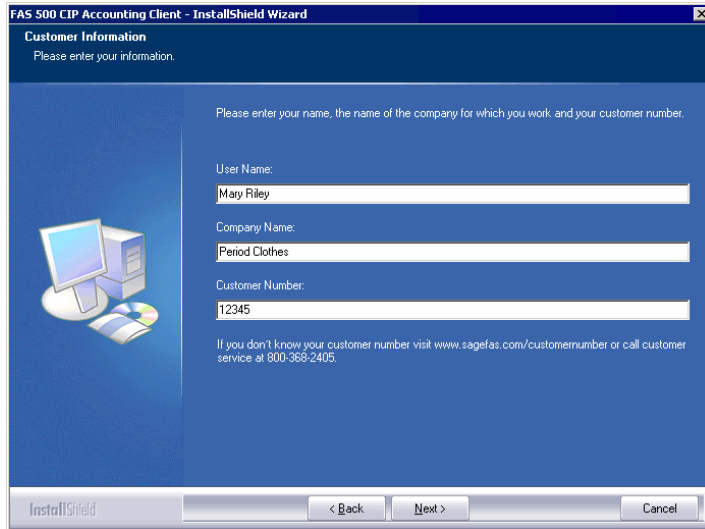 FAS 500 CIP Accounting Client - InstallShield Wizard
Customer Information
Please enter your information.
Please enter your name, the name of the company for which you work and your customer number.
User Name:
Mary Riley
Company Name:
Period Clothes
Customer Number:
12345
If you don't know your customer number visit www.sagefas.com/customernumber or call customer
service at 800-368-2405.
InstallShield
< Back
Next >
Cancel